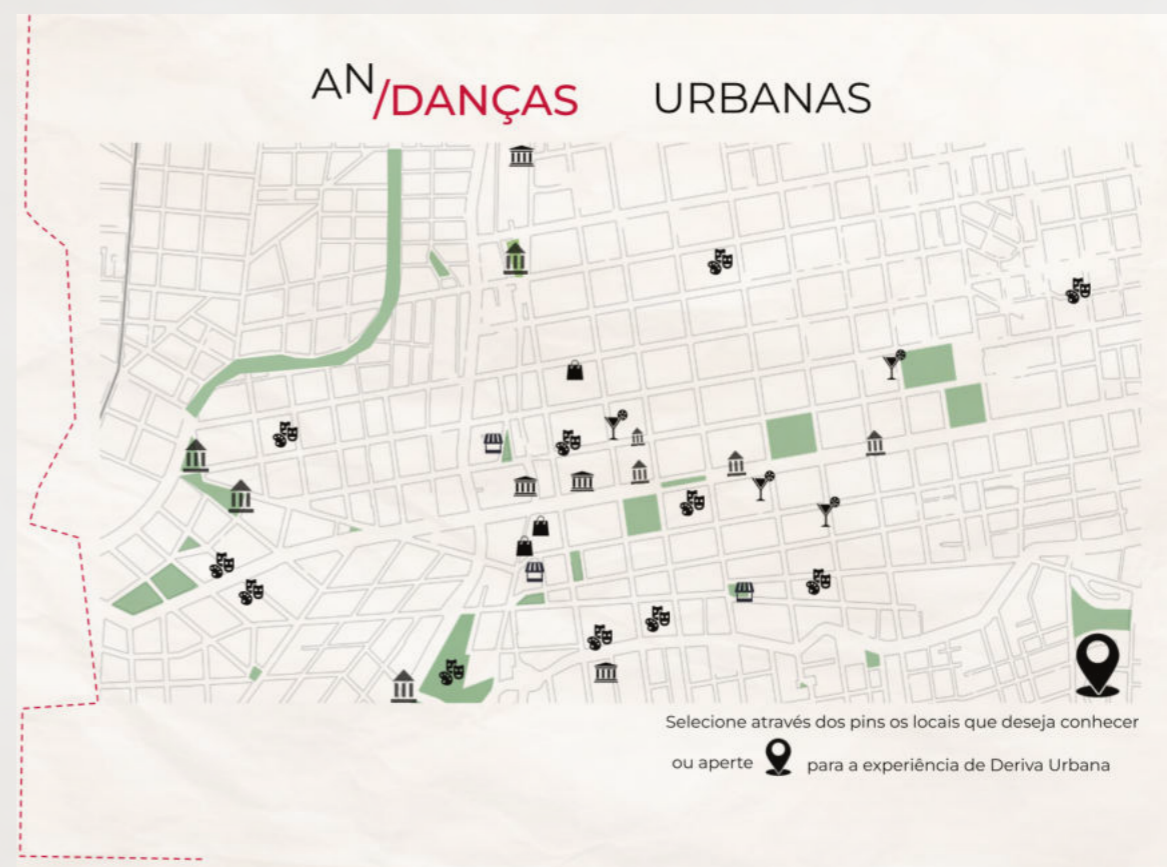 AN/DANÇAS URBANAS
Selecione através dos pins os locais que deseja conhecer
ou aperte para a experiência de Deriva Urbana